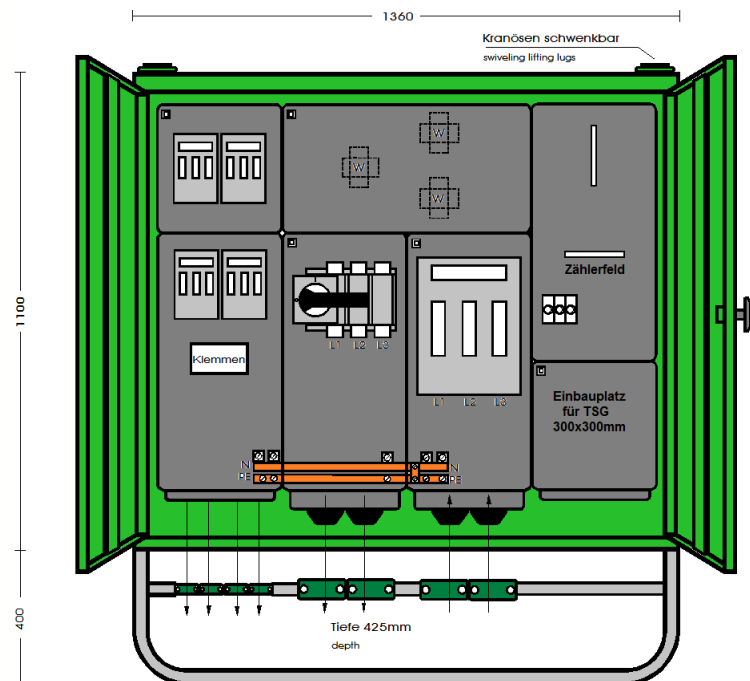 1360
Kranösen schwenkbar
swiveling lifting lugs
W
W
W
Zählerfeld
1100
Klemmen
L1 L2 L3
L1 L2 L3
Einbauplatz
für TSG
300x300mm
N
PE
N
PE
400
Tiefe 425mm
depth